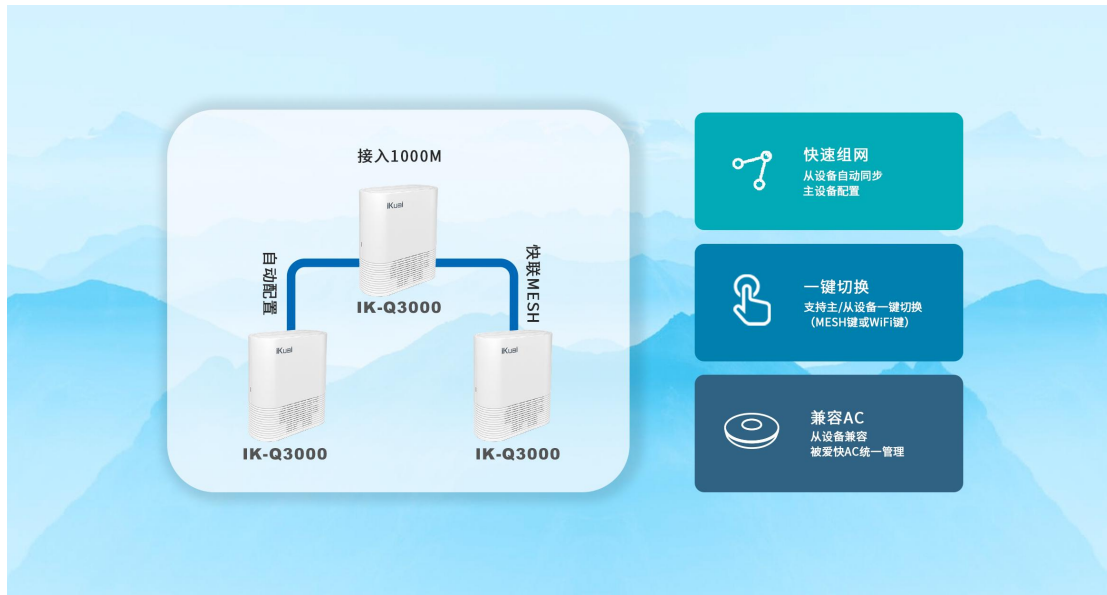 接入1000M
iKuai
自动配置
快联MESH
IK-Q3000
iKuai
iKuai
IK-Q3000
IK-Q3000
快速组网
从设备自动同步
主设备配置
一键切换
支持主/从设备一键切换
（MESH键或WiFi键）
兼容AC
从设备兼容
被爱快AC统一管理